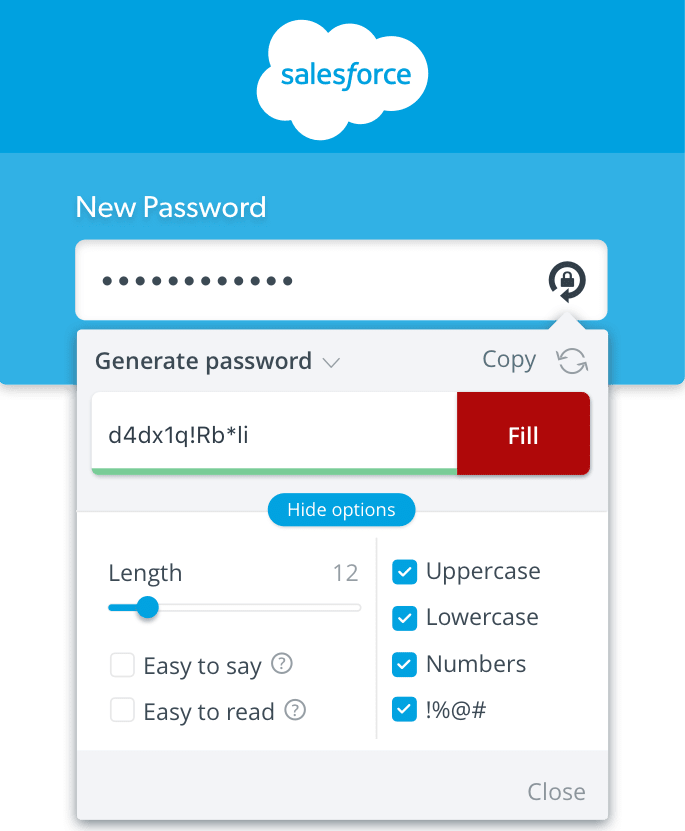 salesforce
New Password
Generate password
Copy
d4dx1q!Rb*li
Fill
Hide options
Length 12
Easy to say ?
Easy to read ?
Uppercase
Lowercase
Numbers
!%@#
Close